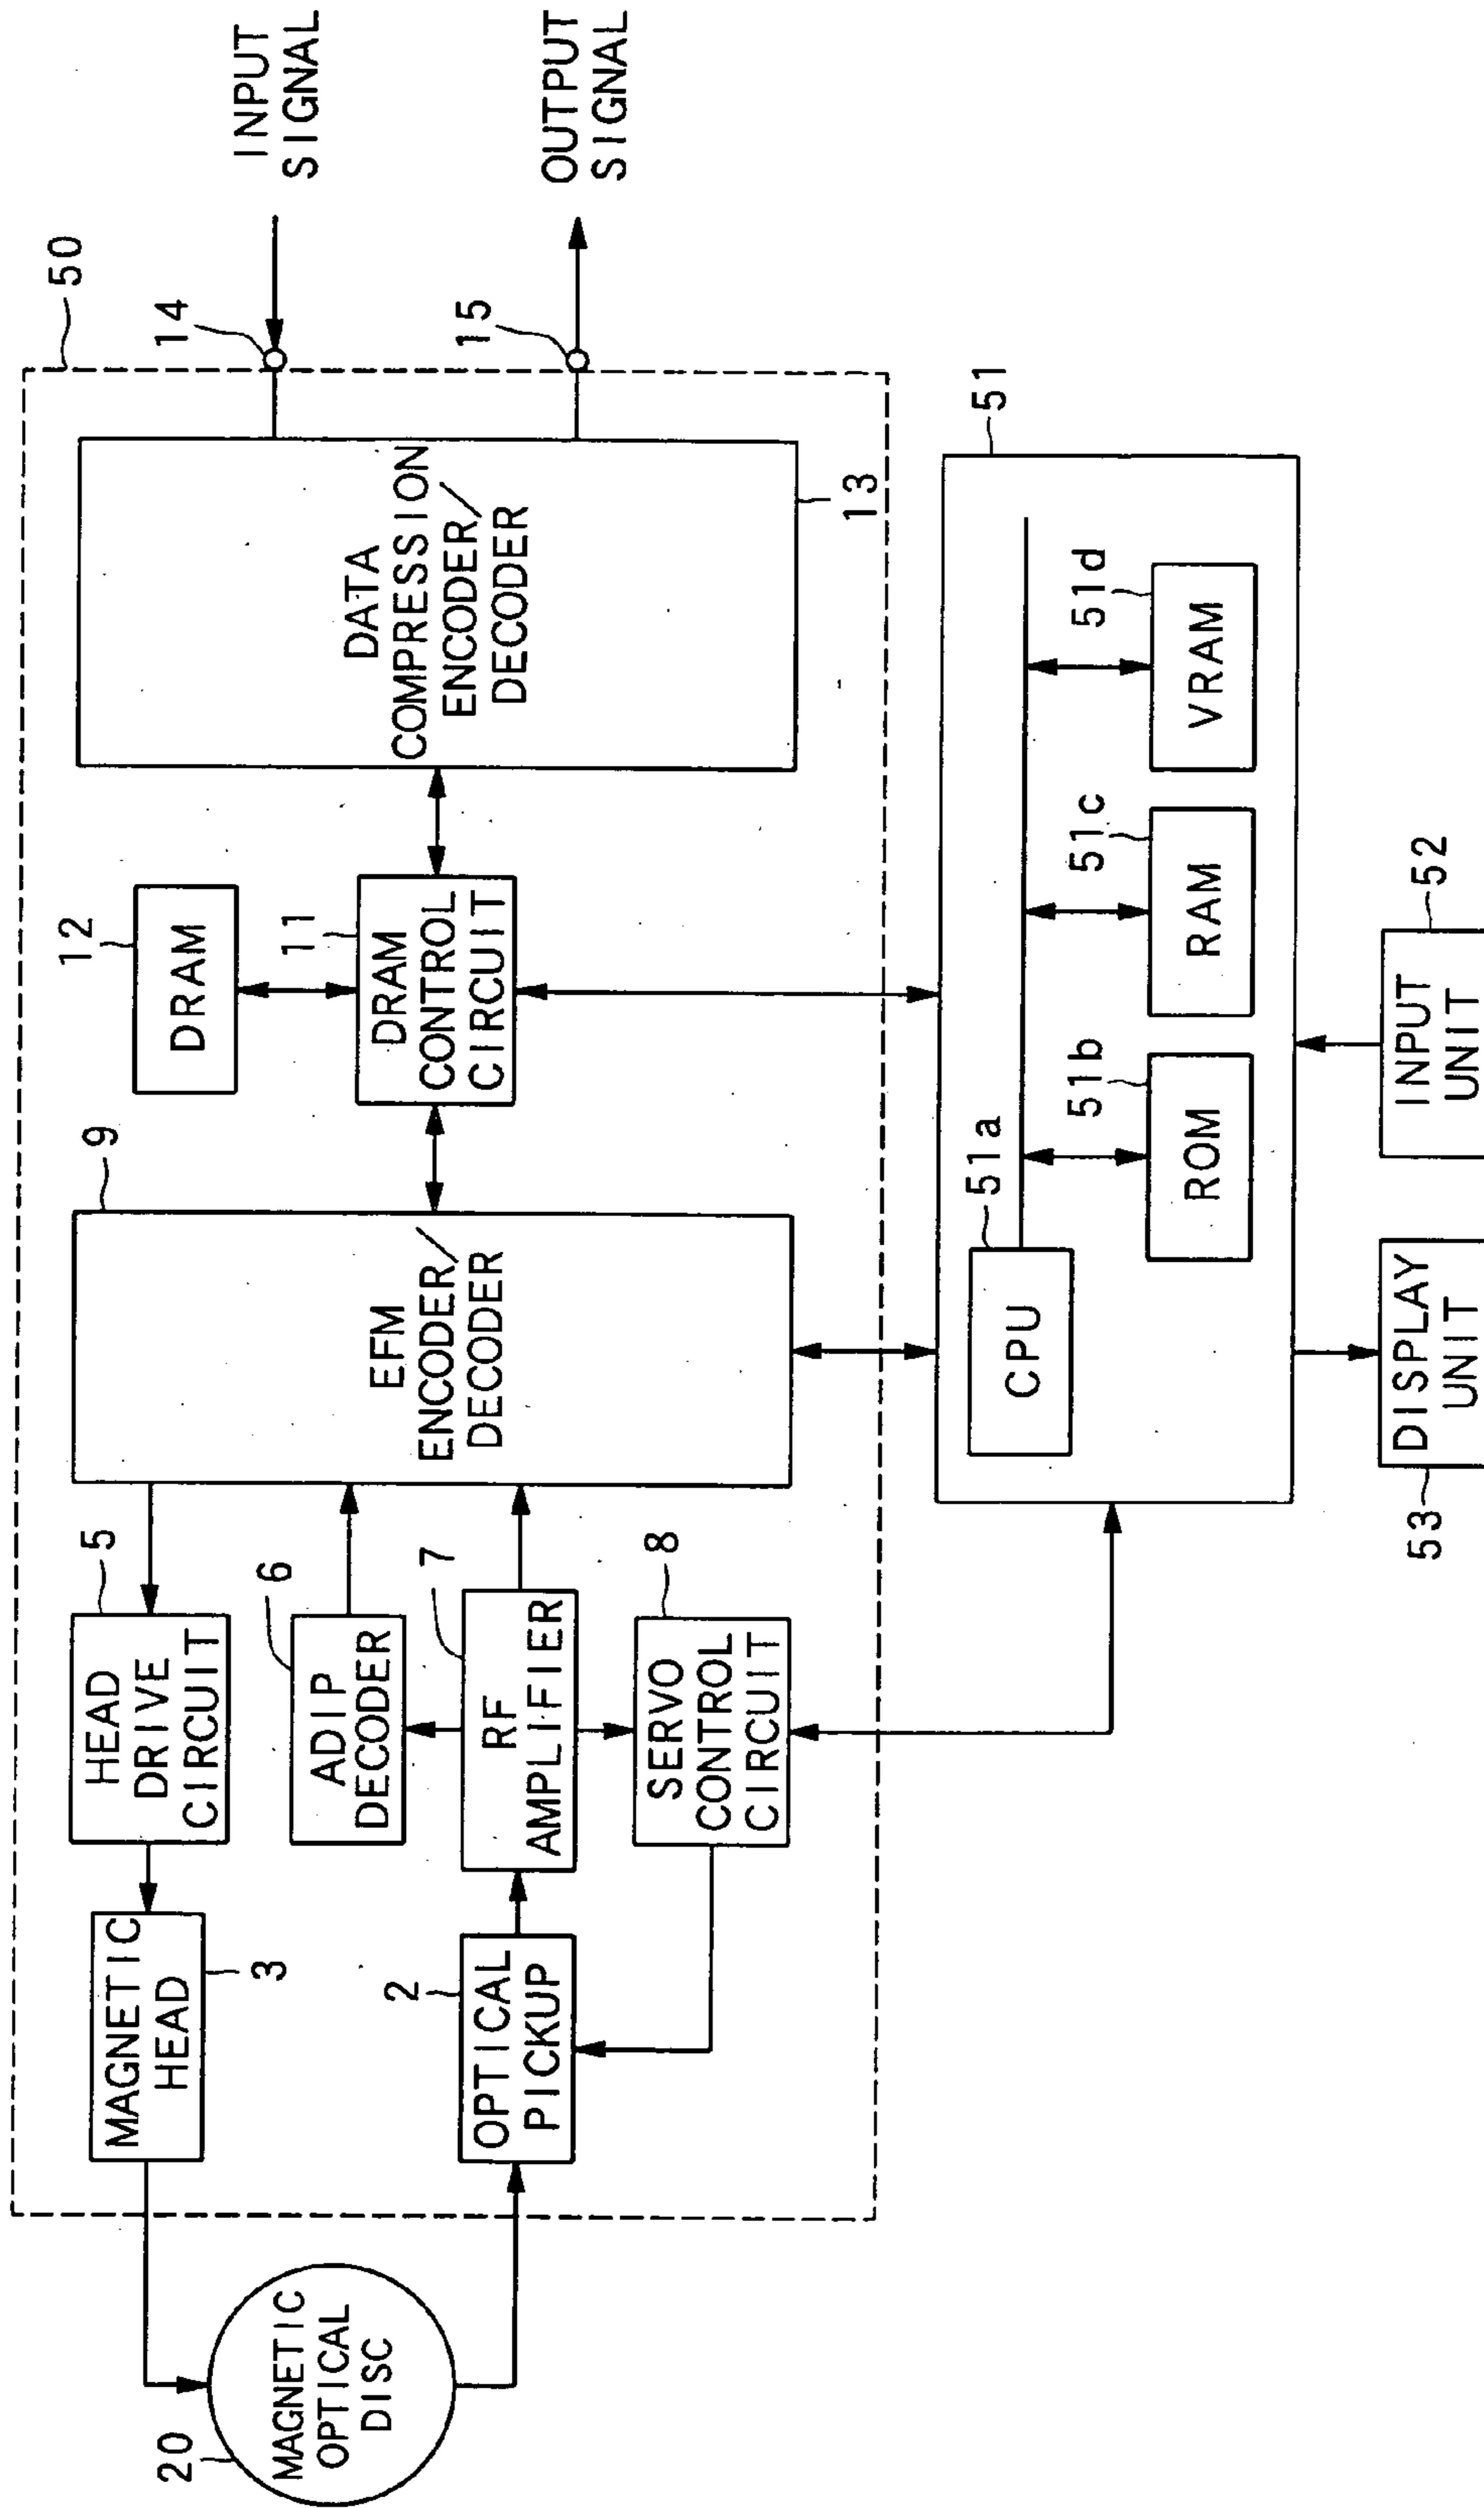 50
INPUT
SIGNAL
14
OUTPUT
SIGNAL
15
DATA
COMPRESSION
ENCODER/
DECODER
13
12
DRAM
11
DRAM
CONTROL
CIRCUIT
9
EFM
ENCODER/
DECODER
5
HEAD
DRIVE
CIRCUIT
6
ADIP
DECODER
7
RF
AMPLIFIER
8
SERVO
CONTROL
CIRCUIT
MAGNETIC
HEAD
3
2
OPTICAL
PICKUP
20
MAGNETIC
OPTICAL
DISC
51
51a
CPU
51b
ROM
51c
RAM
51d
VRAM
52
INPUT
UNIT
53
DISPLAY
UNIT